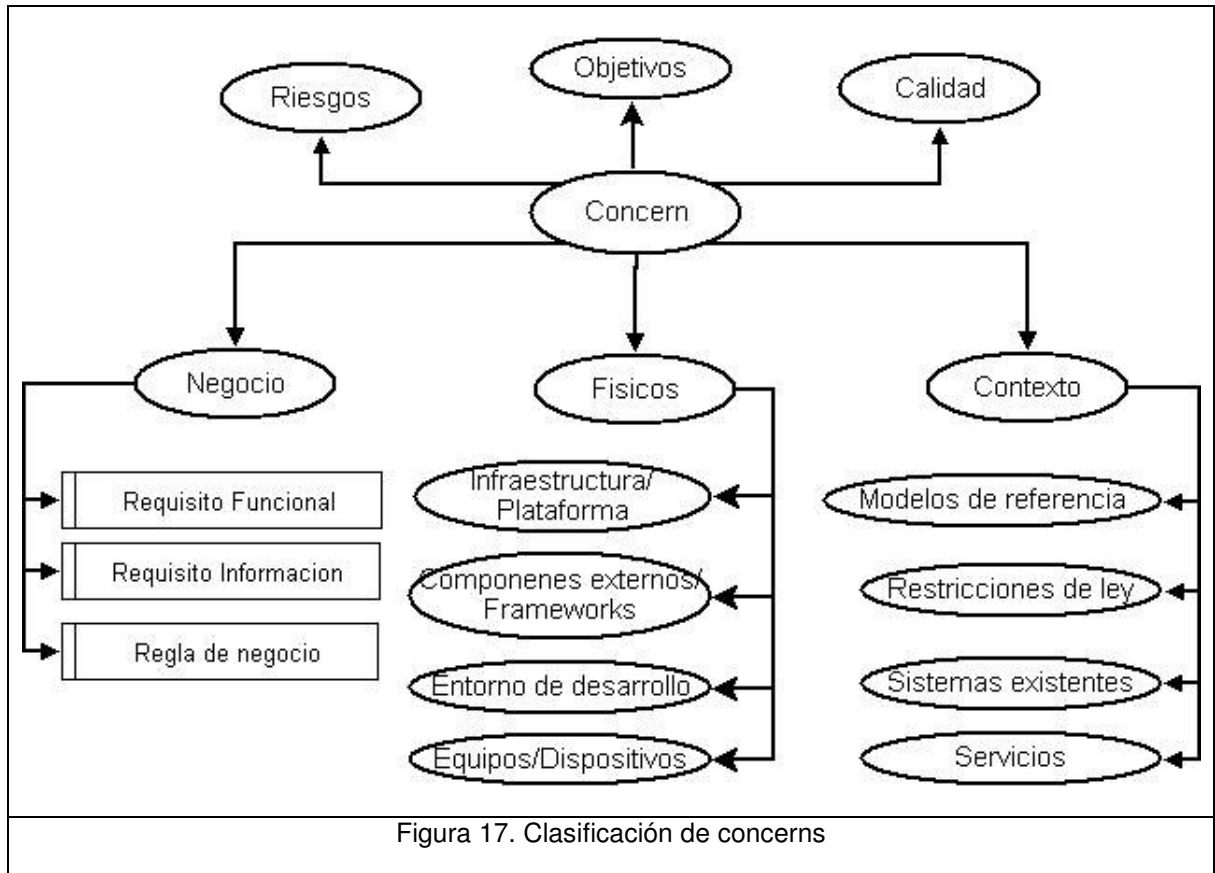 Riesgos
Objetivos
Calidad
Concern
Negocio
Fisicos
Contexto
Requisito Funcional
Requisito Informacion
Regla de negocio
Infraestructura/
Plataforma
Componenes externos/
Frameworks
Entorno de desarrollo
Equipos/Dispositivos
Modelos de referencia
Restricciones de ley
Sistemas existentes
Servicios
Figura 17. Clasificación de concerns